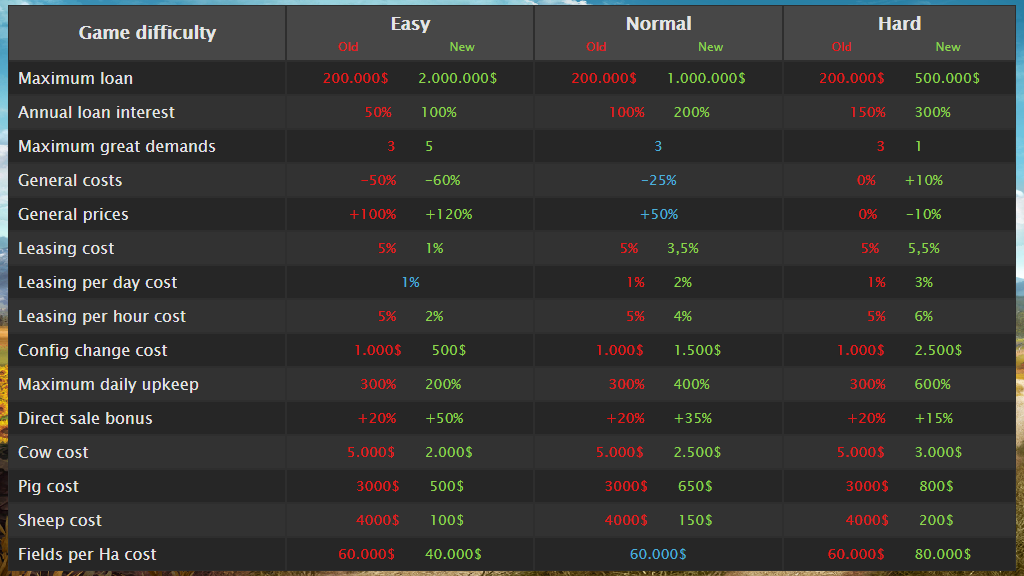 Game difficulty Easy Normal Hard
Old New Old New Old New
Maximum loan 200.000$ 2.000.000$ 200.000$ 1.000.000$ 200.000$ 500.000$
Annual loan interest 50% 100% 100% 200% 150% 300%
Maximum great demands 3 5 3 3 1
General costs -50% -60% -25% 0% +10%
General prices +100% +120% +50% 0% -10%
Leasing cost 5% 1% 5% 3,5% 5% 5,5%
Leasing per day cost 1% 1% 2% 1% 3%
Leasing per hour cost 5% 2% 5% 4% 5% 6%
Config change cost 1.000$ 500$ 1.000$ 1.500$ 1.000$ 2.500$
Maximum daily upkeep 300% 200% 300% 400% 300% 600%
Direct sale bonus +20% +50% +20% +35% +20% +15%
Cow cost 5.000$ 2.000$ 5.000$ 2.500$ 5.000$ 3.000$
Pig cost 3000$ 500$ 3000$ 650$ 3000$ 800$
Sheep cost 4000$ 100$ 4000$ 150$ 4000$ 200$
Fields per Ha cost 60.000$ 40.000$ 60.000$ 60.000$ 80.000$